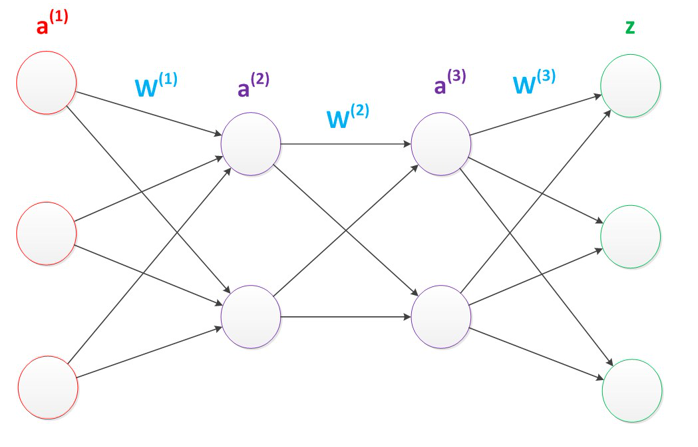 a(1)
W(1)
a(2)
W(2)
a(3)
W(3)
z